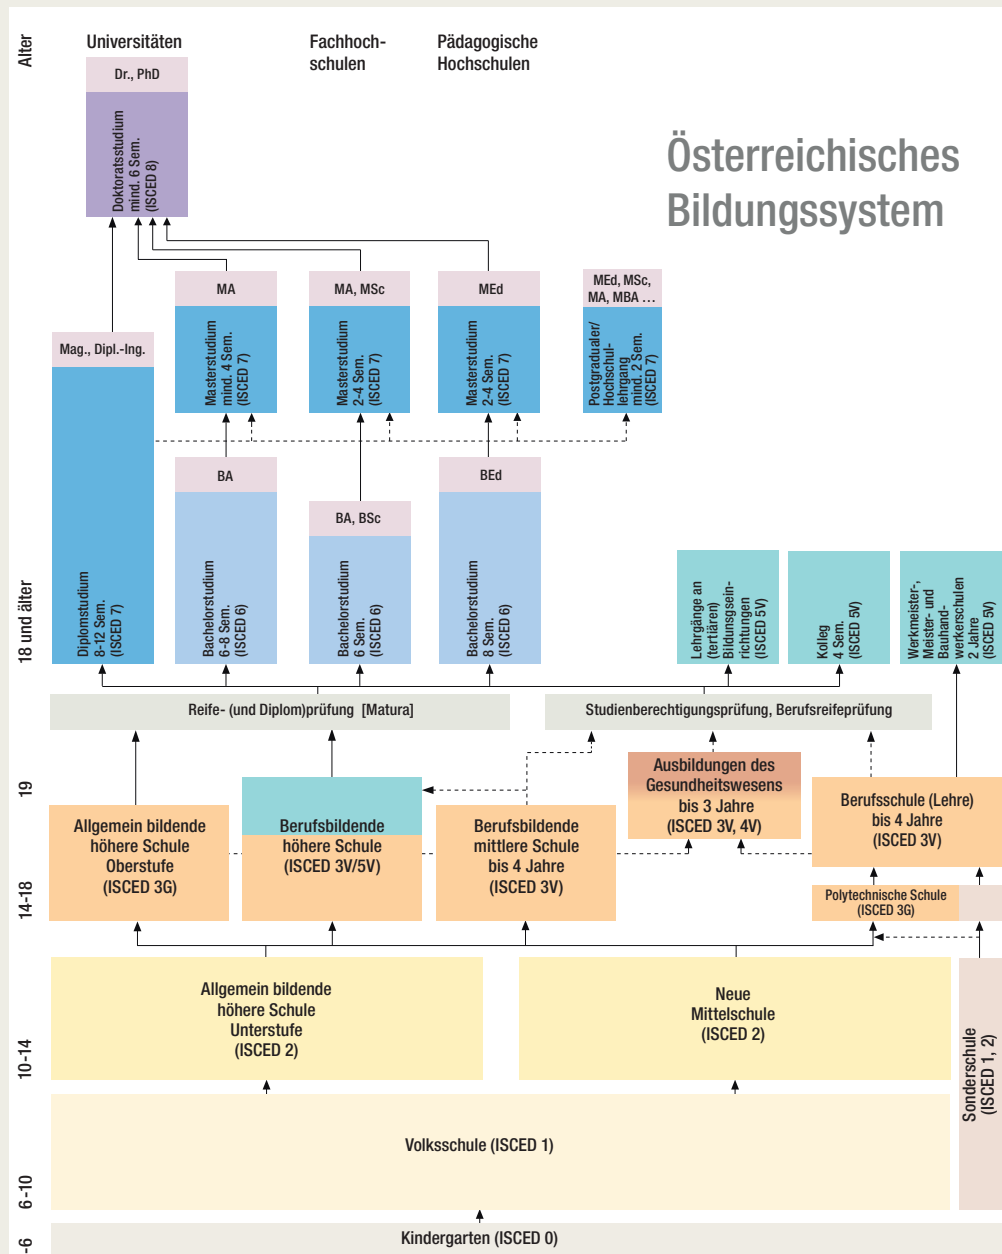 Alter
Universitäten
Fachhoch-
schulen
Pädagogische
Hochschulen
Österreichisches
Bildungssystem
Dr., PhD
Doktoratsstudium
mind. 6 Sem.
(ISCED 8)
Mag., Dipl.-Ing.
MA
MA, MSc
MEd
MEd, MSc,
MA, MBA …
Masterstudium
mind. 4 Sem.
(ISCED 7)
Masterstudium
2-4 Sem.
(ISCED 7)
Masterstudium
2-4 Sem.
(ISCED 7)
Postgradualer/
Hochschul-
lehrgang
mind. 2 Sem.
(ISCED 7)
BA
BA, BSc
BEd
18 und älter
Diplomstudium
8-12 Sem.
(ISCED 7)
Bachelorstudium
6-8 Sem.
(ISCED 6)
Bachelorstudium
6 Sem.
(ISCED 6)
Bachelorstudium
8 Sem.
(ISCED 6)
Lehrgänge an
(tertiären)
Bildunsgsein-
richtungen
(ISCED 5V)
Kolleg
4 Sem.
(ISCED 5V)
Werkmeister-,
Meister- und
Bauhand-
werkerschulen
2 Jahre
(ISCED 5V)
Reife- (und Diplom)prüfung [Matura]
Studienberechtigungsprüfung, Berufsreifeprüfung
19
14-18
Allgemein bildende
höhere Schule
Oberstufe
(ISCED 3G)
Berufsbildende
höhere Schule
(ISCED 3V/5V)
Berufsbildende
mittlere Schule
bis 4 Jahre
(ISCED 3V)
Ausbildungen des
Gesundheitswesens
bis 3 Jahre
(ISCED 3V, 4V)
Berufsschule (Lehre)
bis 4 Jahre
(ISCED 3V)
Polytechnische Schule
(ISCED 3G)
10-14
Allgemein bildende
höhere Schule
Unterstufe
(ISCED 2)
Neue
Mittelschule
(ISCED 2)
Sonderschule
(ISCED 1, 2)
6-10
Volksschule (ISCED 1)
-6
Kindergarten (ISCED 0)